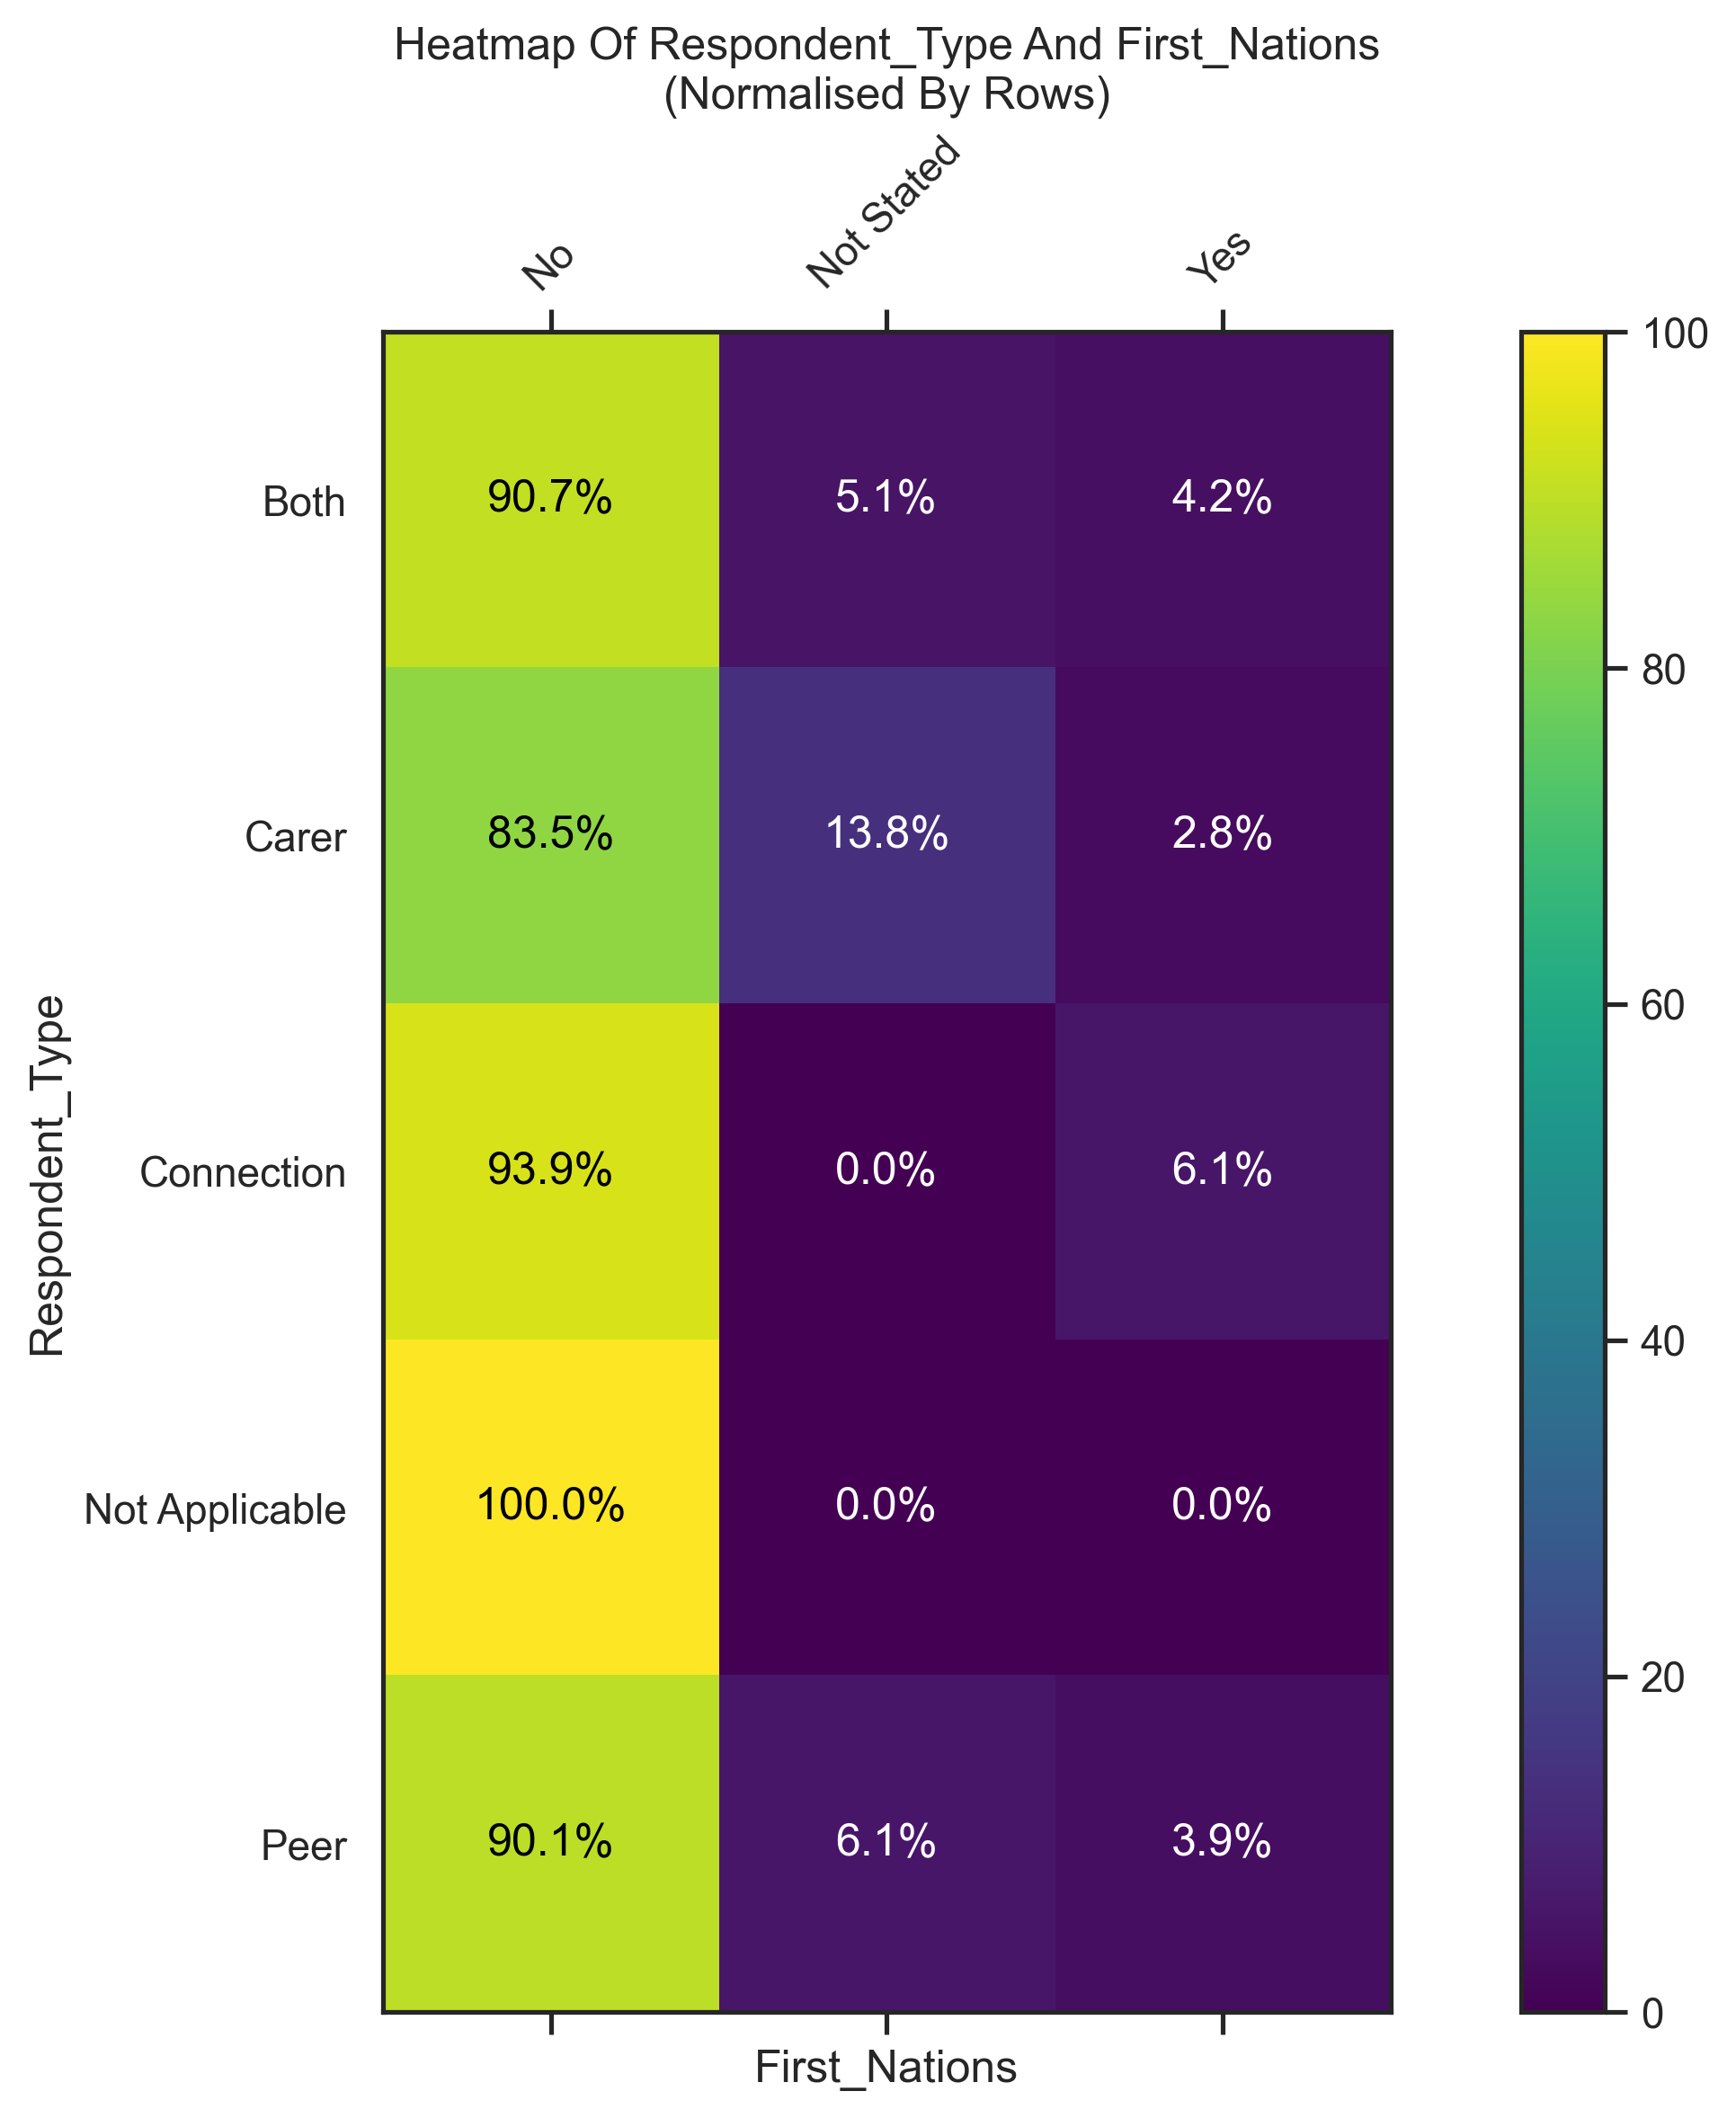 Heatmap Of Respondent_Type And First_Nations
(Normalised By Rows)
No
Not Stated
Yes
Both
90.7%
5.1%
4.2%
Carer
83.5%
13.8%
2.8%
Connection
93.9%
0.0%
6.1%
Not Applicable
100.0%
0.0%
0.0%
Peer
90.1%
6.1%
3.9%
Respondent_Type
First_Nations
100
80
60
40
20
0